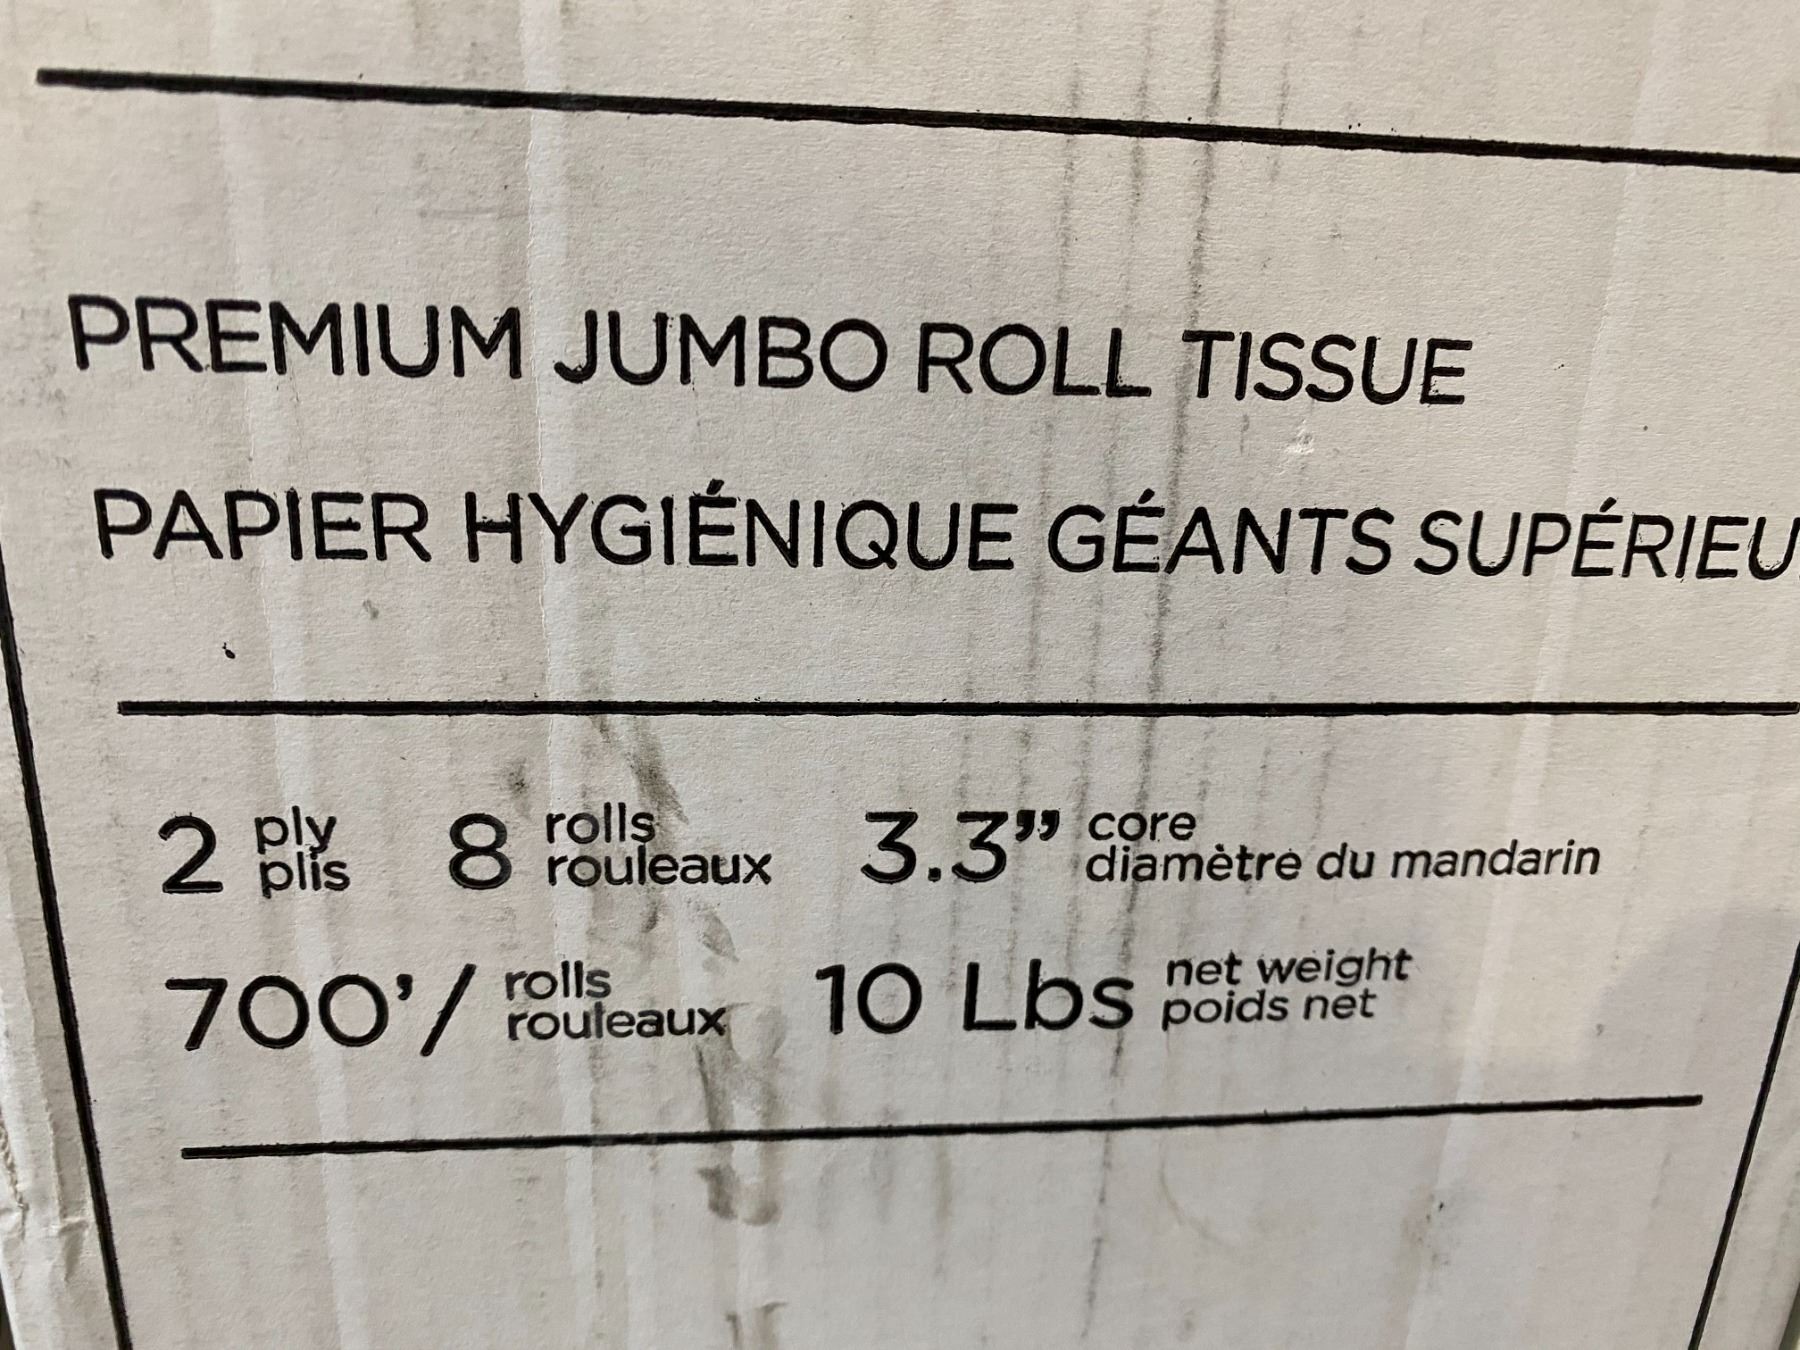 PREMIUM JUMBO ROLL TISSUE
PAPIER HYGIÉNIQUE GÉANTS SUPÉRIEU
2 ply plis 8 rolls rouleaux 3.3” core diamètre du mandarin
700’/ rolls rouleaux 10 Lbs net weight poids net